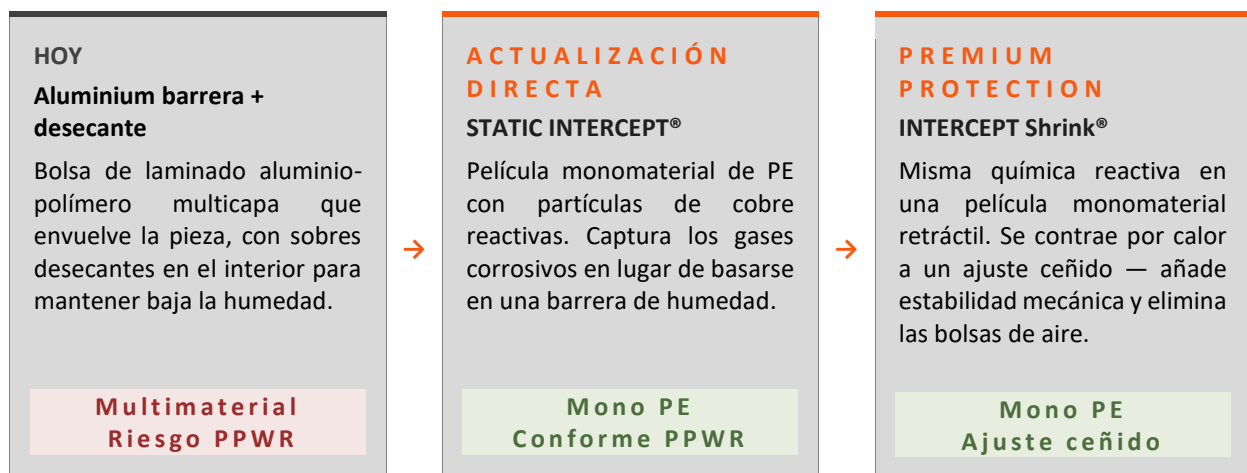 HOY
Aluminium barrera +
desecante
Bolsa de laminado aluminio-
polímero multicapa que
envuelve la pieza, con sobres
desecantes en el interior para
mantener baja la humedad.
Multimaterial
Riesgo PPWR
→
ACTUALIZACIÓN
DIRECTA
STATIC INTERCEPT®
Película monomaterial de PE
con partículas de cobre
reactivas. Captura los gases
corrosivos en lugar de basarse
en una barrera de humedad.
Mono PE
Conforme PPWR
→
PREMIUM
PROTECTION
INTERCEPT Shrink®
Misma química reactiva en
una película monomaterial
retráctil. Se contrae por calor
a un ajuste ceñido — añade
estabilidad mecánica y elimina
las bolsas de aire.
Mono PE
Ajuste ceñido